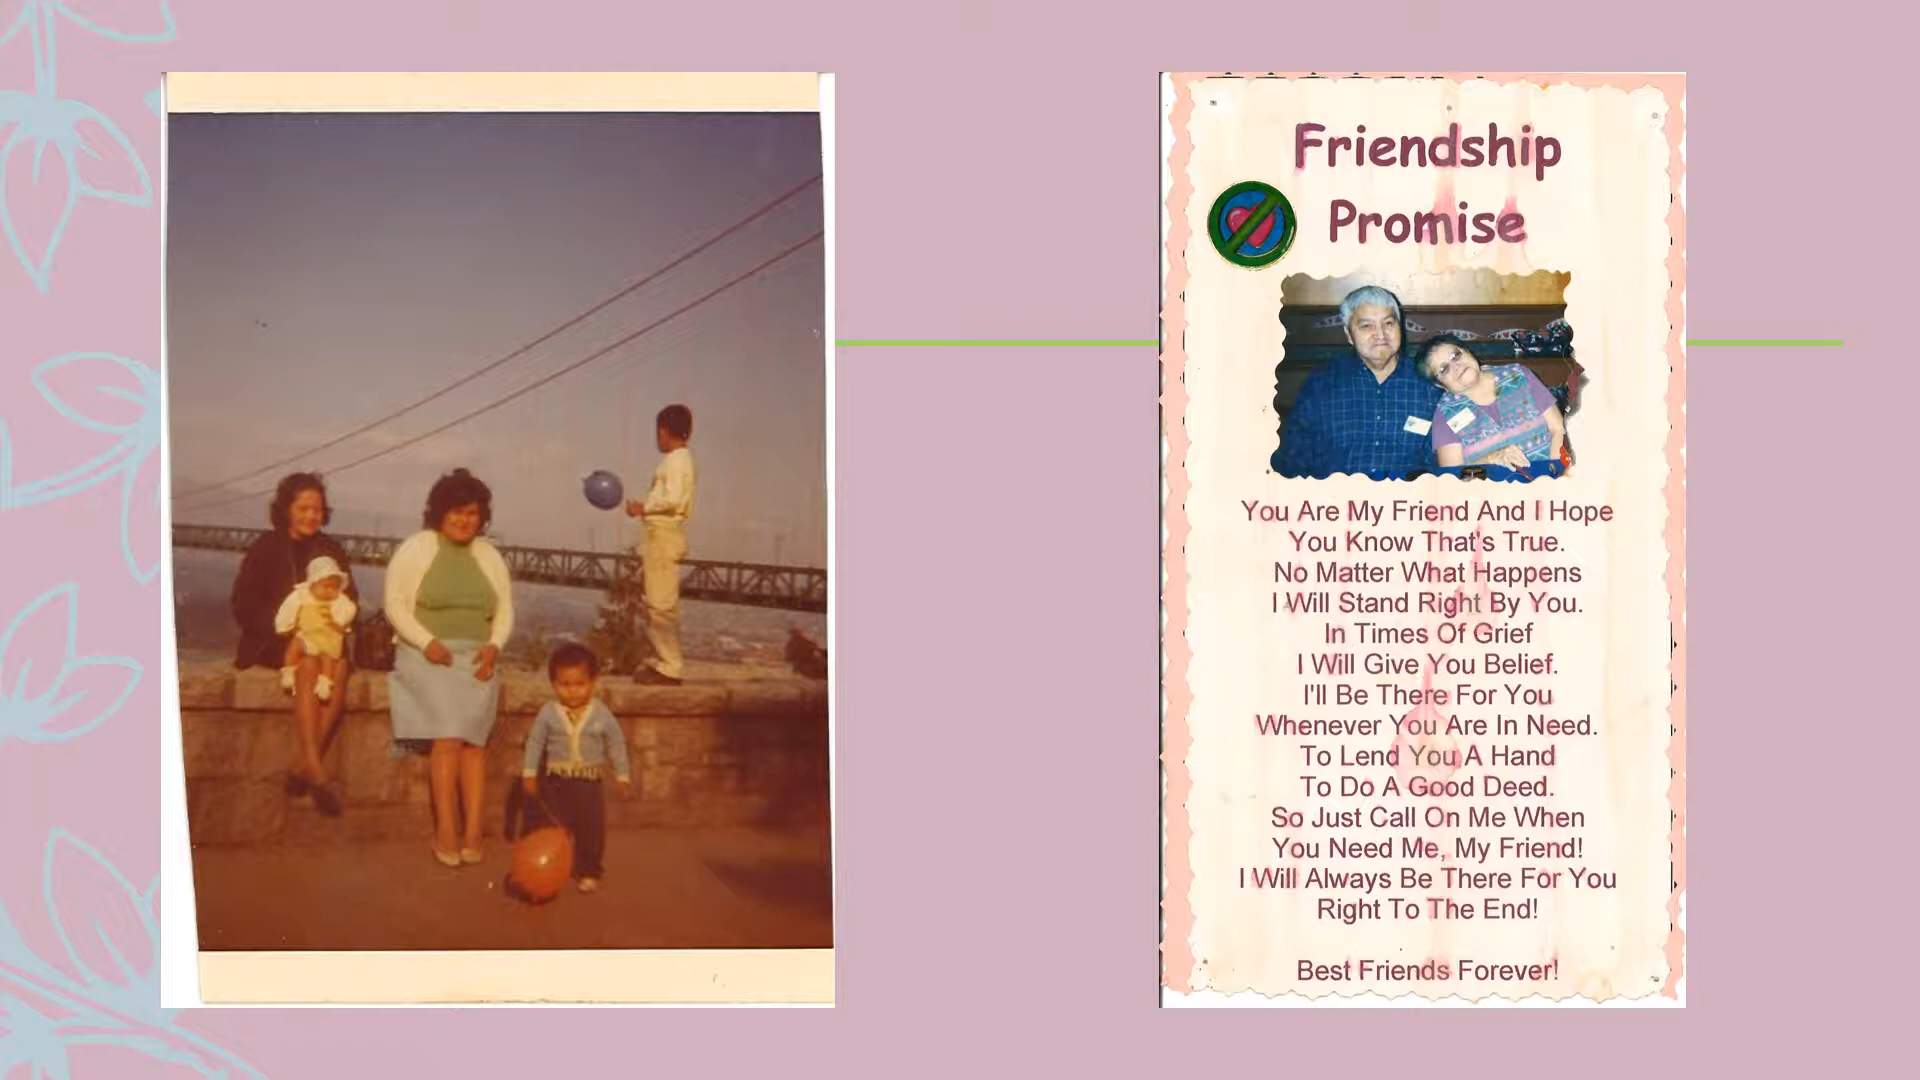 Friendship
Promise
You Are My Friend And I Hope
You Know That's True.
No Matter What Happens
I Will Stand Right By You.
In Times Of Grief
I Will Give You Belief.
I'll Be There For You
Whenever You Are In Need.
To Lend You A Hand
To Do A Good Deed.
So Just Call On Me When
You Need Me, My Friend!
I Will Always Be There For You
Right To The End!
Best Friends Forever!